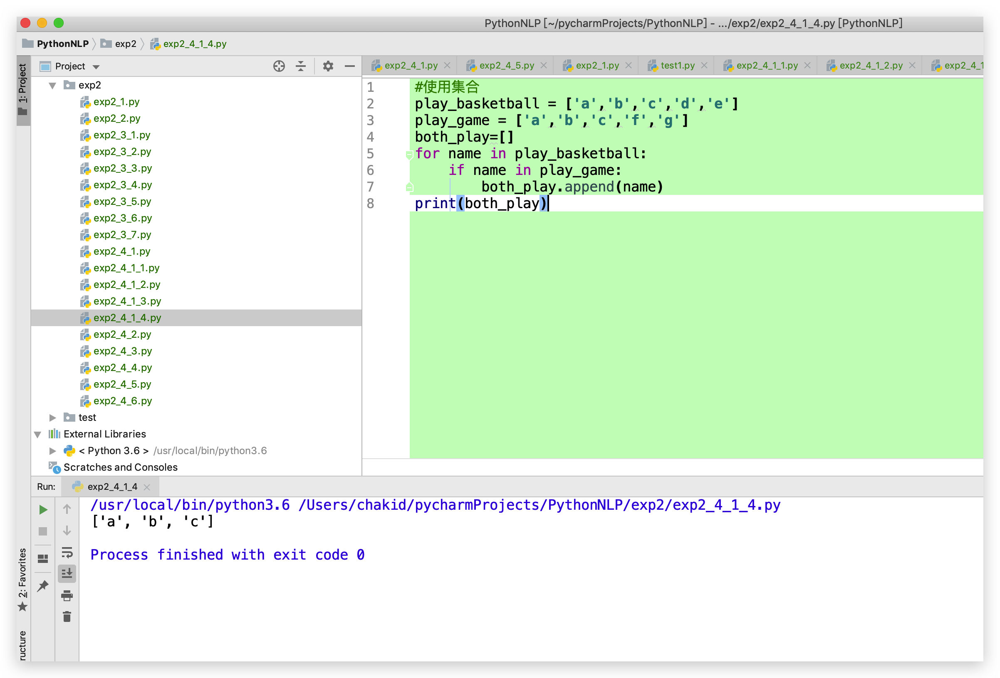 PythonNLP [~/pycharmProjects/PythonNLP] - .../exp2/exp2_4_1_4.py [PythonNLP]
PythonNLP exp2 exp2_4_1_4.py
1: Project
Project
exp2_4_1.py exp2_4_5.py exp2_1.py test1.py exp2_4_1_1.py exp2_4_1_2.py exp2_4_1
exp2
exp2_1.py
exp2_2.py
exp2_3_1.py
exp2_3_2.py
exp2_3_3.py
exp2_3_4.py
exp2_3_5.py
exp2_3_6.py
exp2_3_7.py
exp2_4_1.py
exp2_4_1_1.py
exp2_4_1_2.py
exp2_4_1_3.py
exp2_4_1_4.py
exp2_4_2.py
exp2_4_3.py
exp2_4_4.py
exp2_4_5.py
exp2_4_6.py
test
External Libraries
< Python 3.6 > /usr/local/bin/python3.6
Scratches and Consoles
1 #使用集合
2 play_basketball = ['a','b','c','d','e']
3 play_game = ['a','b','c','f','g']
4 both_play=[]
5 for name in play_basketball:
6     if name in play_game:
7         both_play.append(name)
8 print(both_play)
Run: exp2_4_1_4
/usr/local/bin/python3.6 /Users/chakid/pycharmProjects/PythonNLP/exp2/exp2_4_1_4.py
['a', 'b', 'c']
Process finished with exit code 0
2: Favorites
ructure